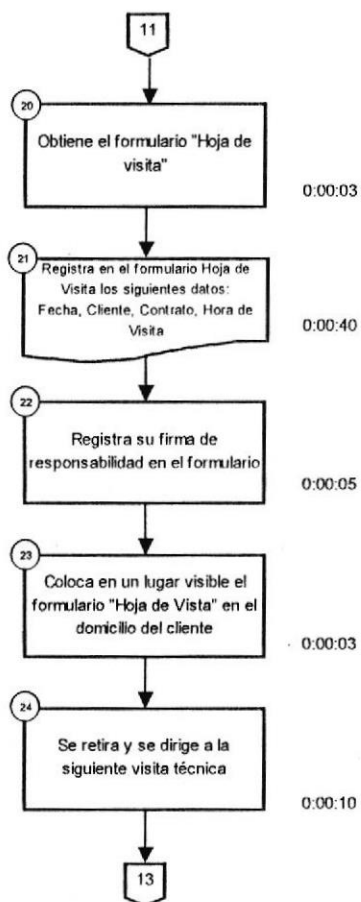 11
20
Obtiene el formulario "Hoja de
visita"
0:00:03
21
Registra en el formulario Hoja de
Visita los siguientes datos:
Fecha, Cliente, Contrato, Hora de
Visita
0:00:40
22
Registra su firma de
responsabilidad en el formulario
0:00:05
23
Coloca en un lugar visible el
formulario "Hoja de Vista" en el
domicilio del cliente
0:00:03
24
Se retira y se dirige a la
siguiente visita técnica
0:00:10
13